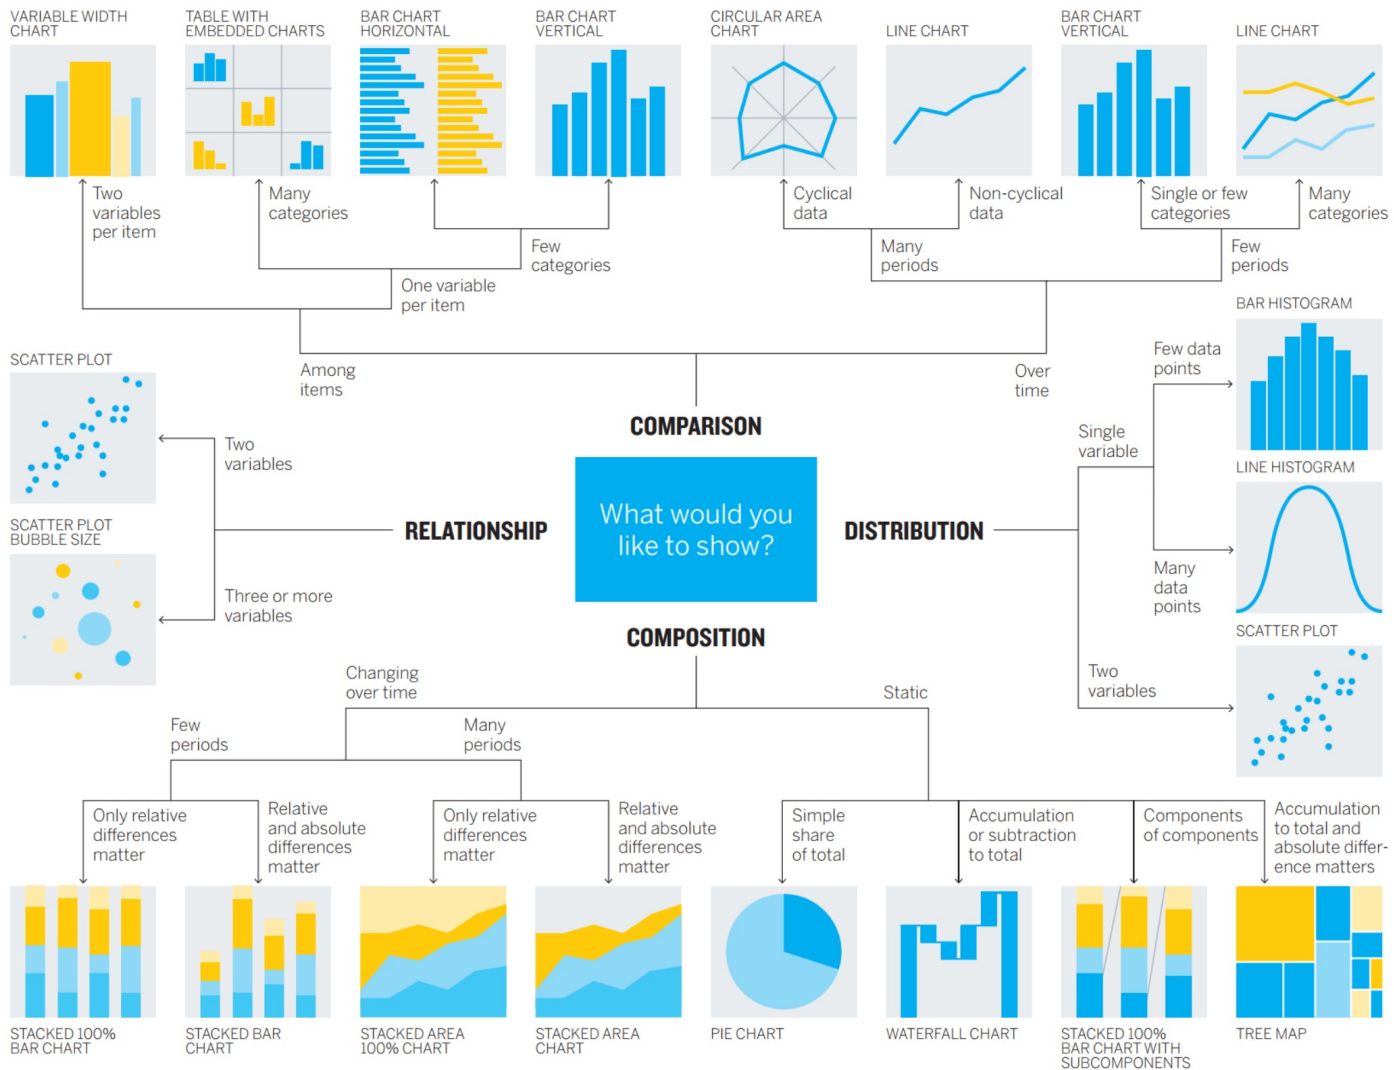 VARIABLE WIDTH
CHART
TABLE WITH
EMBEDDED CHARTS
BAR CHART
HORIZONTAL
BAR CHART
VERTICAL
CIRCULAR AREA
CHART
LINE CHART
BAR CHART
VERTICAL
LINE CHART
Two
variables
per item
Many
categories
Few
categories
One variable
per item
Cyclical
data
Non-cyclical
data
Many
periods
Single or few
categories
Many
categories
Few
periods
Among
items
Over
time
COMPARISON
SCATTER PLOT
Two
variables
SCATTER PLOT
BUBBLE SIZE
Three or more
variables
RELATIONSHIP
What would you
like to show?
DISTRIBUTION
Single
variable
Few data
points
BAR HISTOGRAM
LINE HISTOGRAM
Many
data
points
SCATTER PLOT
Two
variables
COMPOSITION
Changing
over time
Static
Few
periods
Many
periods
Only relative
differences
matter
Relative
and absolute
differences
matter
Only relative
differences
matter
Relative
and absolute
differences
matter
Simple
share
of total
Accumulation
or subtraction
to total
Components
of components
Accumulation
to total and
absolute differ-
ence matters
STACKED 100%
BAR CHART
STACKED BAR
CHART
STACKED AREA
100% CHART
STACKED AREA
CHART
PIE CHART
WATERFALL CHART
STACKED 100%
BAR CHART WITH
SUBCOMPONENTS
TREE MAP